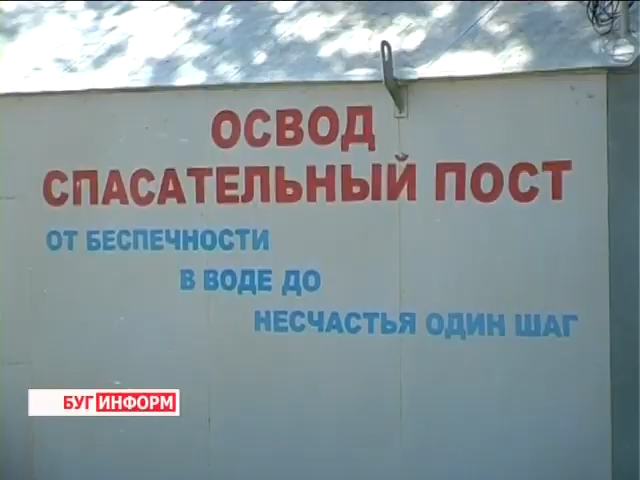 ОСВОД
СПАСАТЕЛЬНЫЙ ПОСТ
ОТ БЕСПЕЧНОСТИ
В ВОДЕ ДО
НЕСЧАСТЬЯ ОДИН ШАГ
БУГИНФОРМ